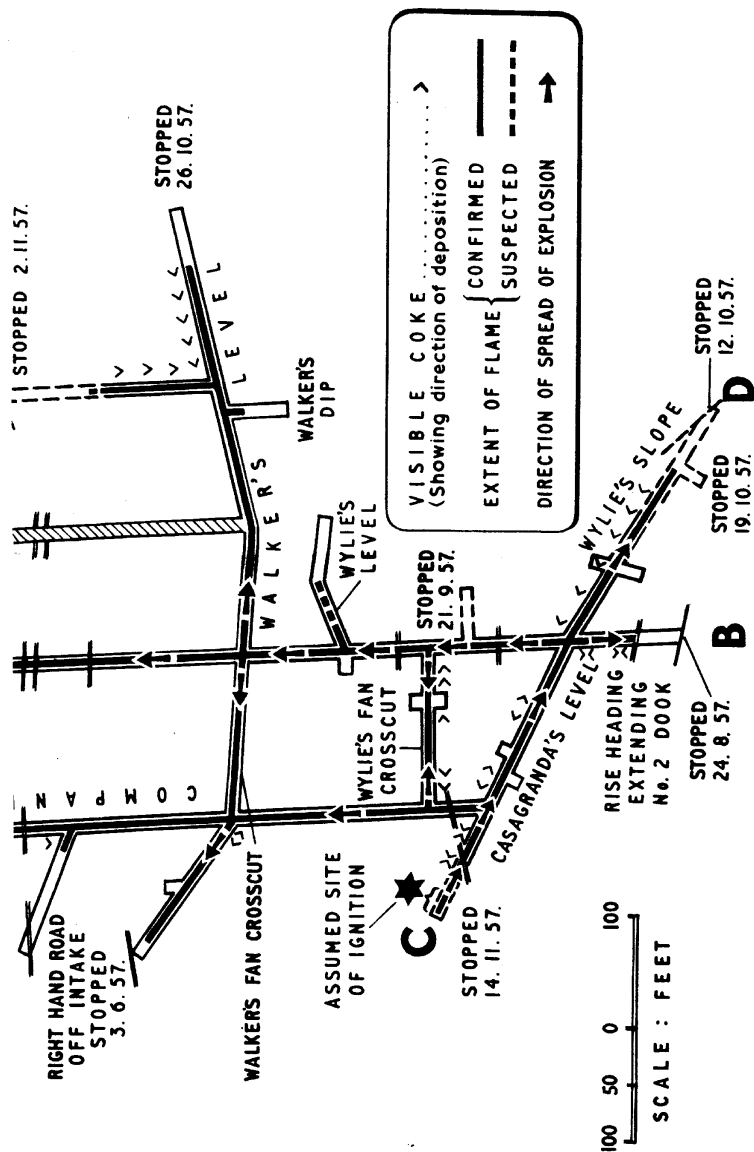 STOPPED 2.11.57.
STOPPED
26.10.57.
WALKER'S
LEVEL
WALKER'S
DIP
COMPAN
RIGHT HAND ROAD
OFF INTAKE
STOPPED
3.6.57.
WALKER'S FAN CROSSCUT
WYLIE'S
LEVEL
STOPPED
21.9.57.
WYLIE'S FAN
CROSSCUT
ASSUMED SITE
OF IGNITION
C
STOPPED
14.11.57.
CASAGRANDA'S LEVEL
WYLIE'S SLOPE
RISE HEADING
EXTENDING
No. 2 DOOK
STOPPED
24.8.57.
B
STOPPED
19.10.57.
STOPPED
12.10.57.
D
VISIBLE COKE ............ >
(Showing direction of deposition)
EXTENT OF FLAME { CONFIRMED
SUSPECTED
DIRECTION OF SPREAD OF EXPLOSION
100 50 0 100
SCALE : FEET